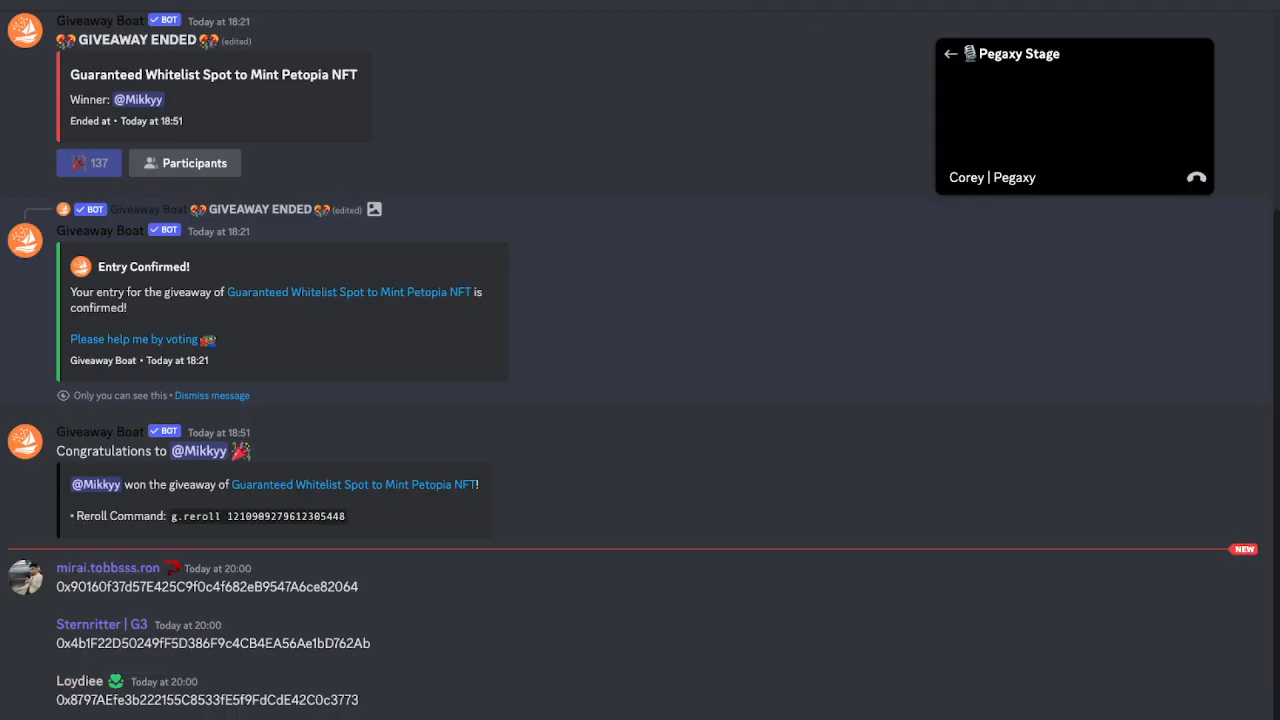 Giveaway Boat BOT Today at 18:21
GIVEAWAY ENDED (edited)
Guaranteed Whitelist Spot to Mint Petopia NFT
Winner: @Mikkyy
Ended at • Today at 18:51
137 Participants
Pegaxy Stage
Corey | Pegaxy
BOT Giveaway Boat GIVEAWAY ENDED (edited)
Giveaway Boat BOT Today at 18:21
Entry Confirmed!
Your entry for the giveaway of Guaranteed Whitelist Spot to Mint Petopia NFT is
confirmed!
Please help me by voting
Giveaway Boat • Today at 18:21
Only you can see this • Dismiss message
Giveaway Boat BOT Today at 18:51
Congratulations to @Mikkyy
@Mikkyy won the giveaway of Guaranteed Whitelist Spot to Mint Petopia NFT!
• Reroll Command: g.reroll 1210909279612305448
NEW
mirai.tobbsss.ron Today at 20:00
0x90160f37d57E425C9f0c4f682eB9547A6ce82064
Sternritter | G3 Today at 20:00
0x4b1F22D50249fF5D386F9c4CB4EA56Ae1bD762Ab
Loydiee Today at 20:00
0x8797AEfe3b222155C8533fE5f9FdCdE42C0c3773